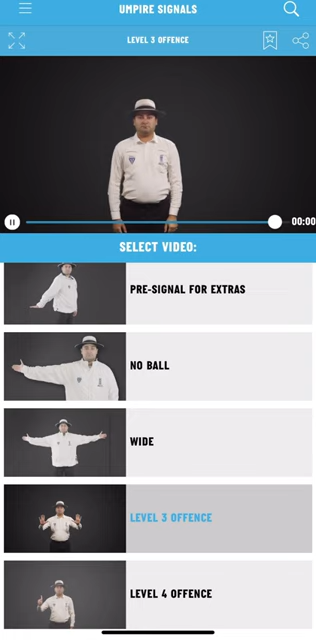 UMPIRE SIGNALS
LEVEL 3 OFFENCE
00:00
SELECT VIDEO:
PRE-SIGNAL FOR EXTRAS
NO BALL
WIDE
LEVEL 3 OFFENCE
LEVEL 4 OFFENCE